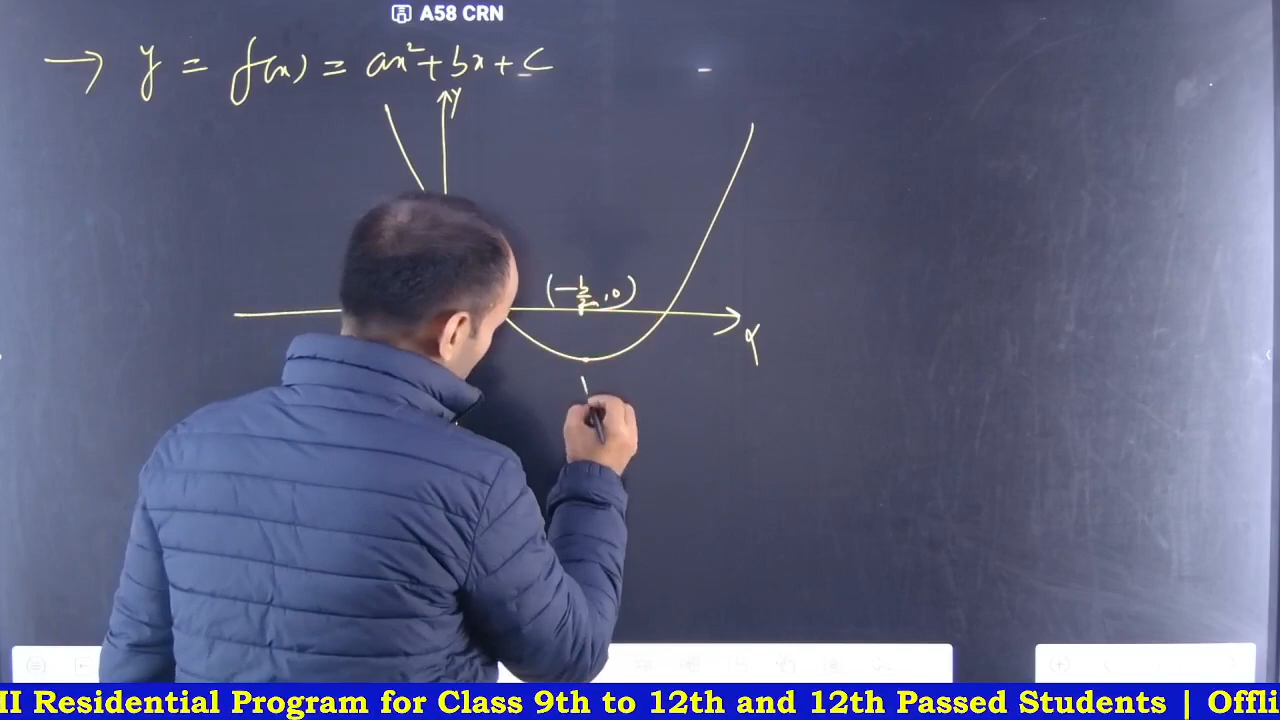 A58 CRN
→ y = f(x) = ax² + bx + c
Y
(-b/2a, 0)
X
II Residential Program for Class 9th to 12th and 12th Passed Students | Offli